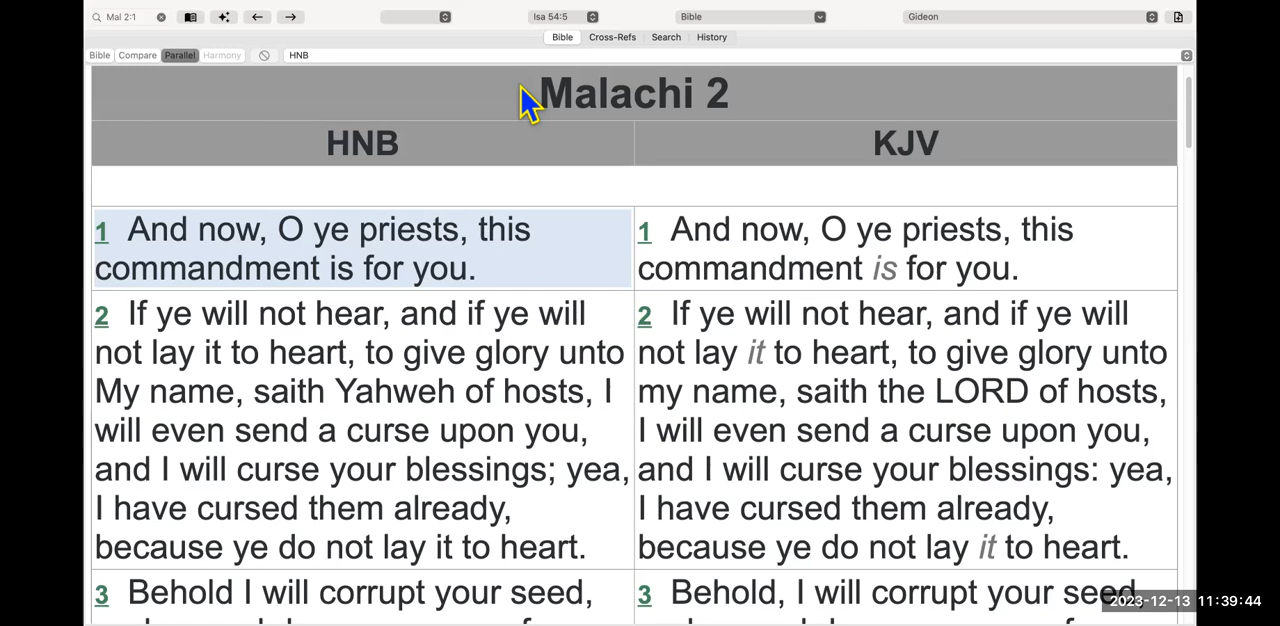 Mal 2:1
Isa 54:5
Bible
Gideon
Bible
Cross-Refs
Search
History
Bible
Compare
Parallel
Harmony
HNB
Malachi 2
HNB
KJV
1 And now, O ye priests, this
commandment is for you.
1 And now, O ye priests, this
commandment is for you.
2 If ye will not hear, and if ye will
not lay it to heart, to give glory unto
My name, saith Yahweh of hosts, I
will even send a curse upon you,
and I will curse your blessings; yea,
I have cursed them already,
because ye do not lay it to heart.
2 If ye will not hear, and if ye will
not lay it to heart, to give glory unto
my name, saith the LORD of hosts,
I will even send a curse upon you,
and I will curse your blessings: yea,
I have cursed them already,
because ye do not lay it to heart.
3 Behold I will corrupt your seed,
3 Behold, I will corrupt your seed,
2023-12-13 11:39:44